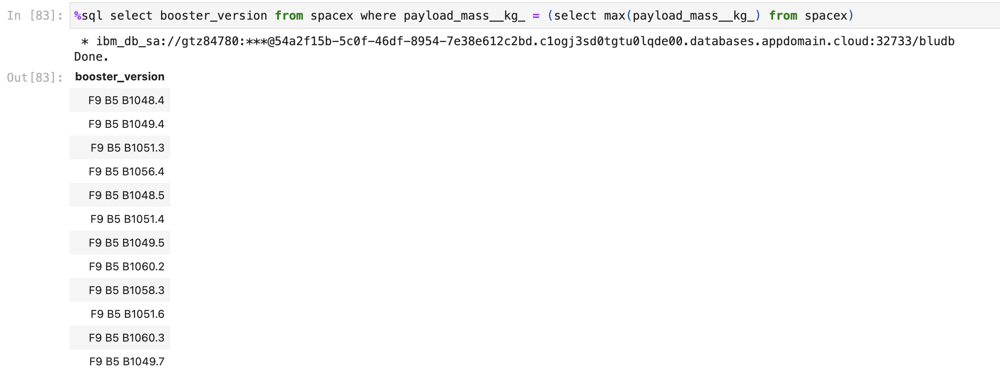 In [83]: %sql select booster_version from spacex where payload_mass__kg_ = (select max(payload_mass__kg_) from spacex)
* ibm_db_sa://gtz84780:***@54a2f15b-5c0f-46df-8954-7e38e612c2bd.c1ogj3sd0tgtu0lqde00.databases.appdomain.cloud:32733/bludb
Done.
Out[83]: booster_version
F9 B5 B1048.4
F9 B5 B1049.4
F9 B5 B1051.3
F9 B5 B1056.4
F9 B5 B1048.5
F9 B5 B1051.4
F9 B5 B1049.5
F9 B5 B1060.2
F9 B5 B1058.3
F9 B5 B1051.6
F9 B5 B1060.3
F9 B5 B1049.7